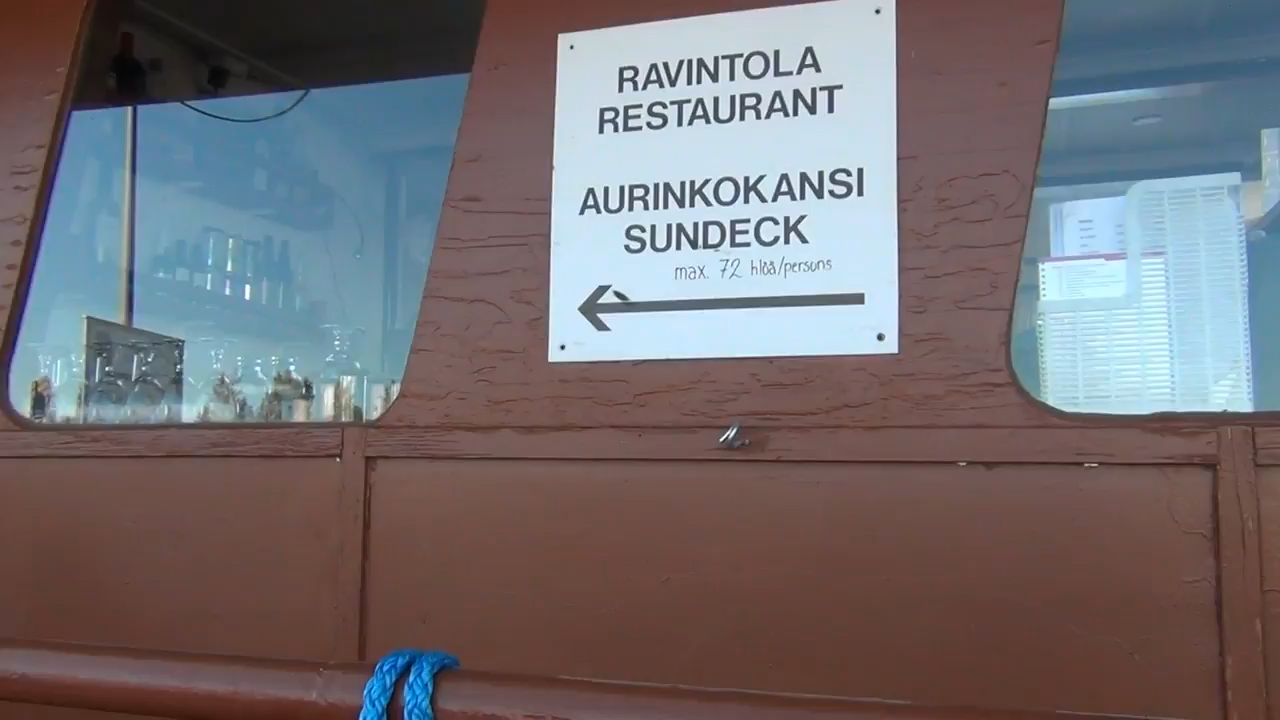 RAVINTOLA
RESTAURANT
AURINKOKANSI
SUNDECK
max. 72 hlöä/persons